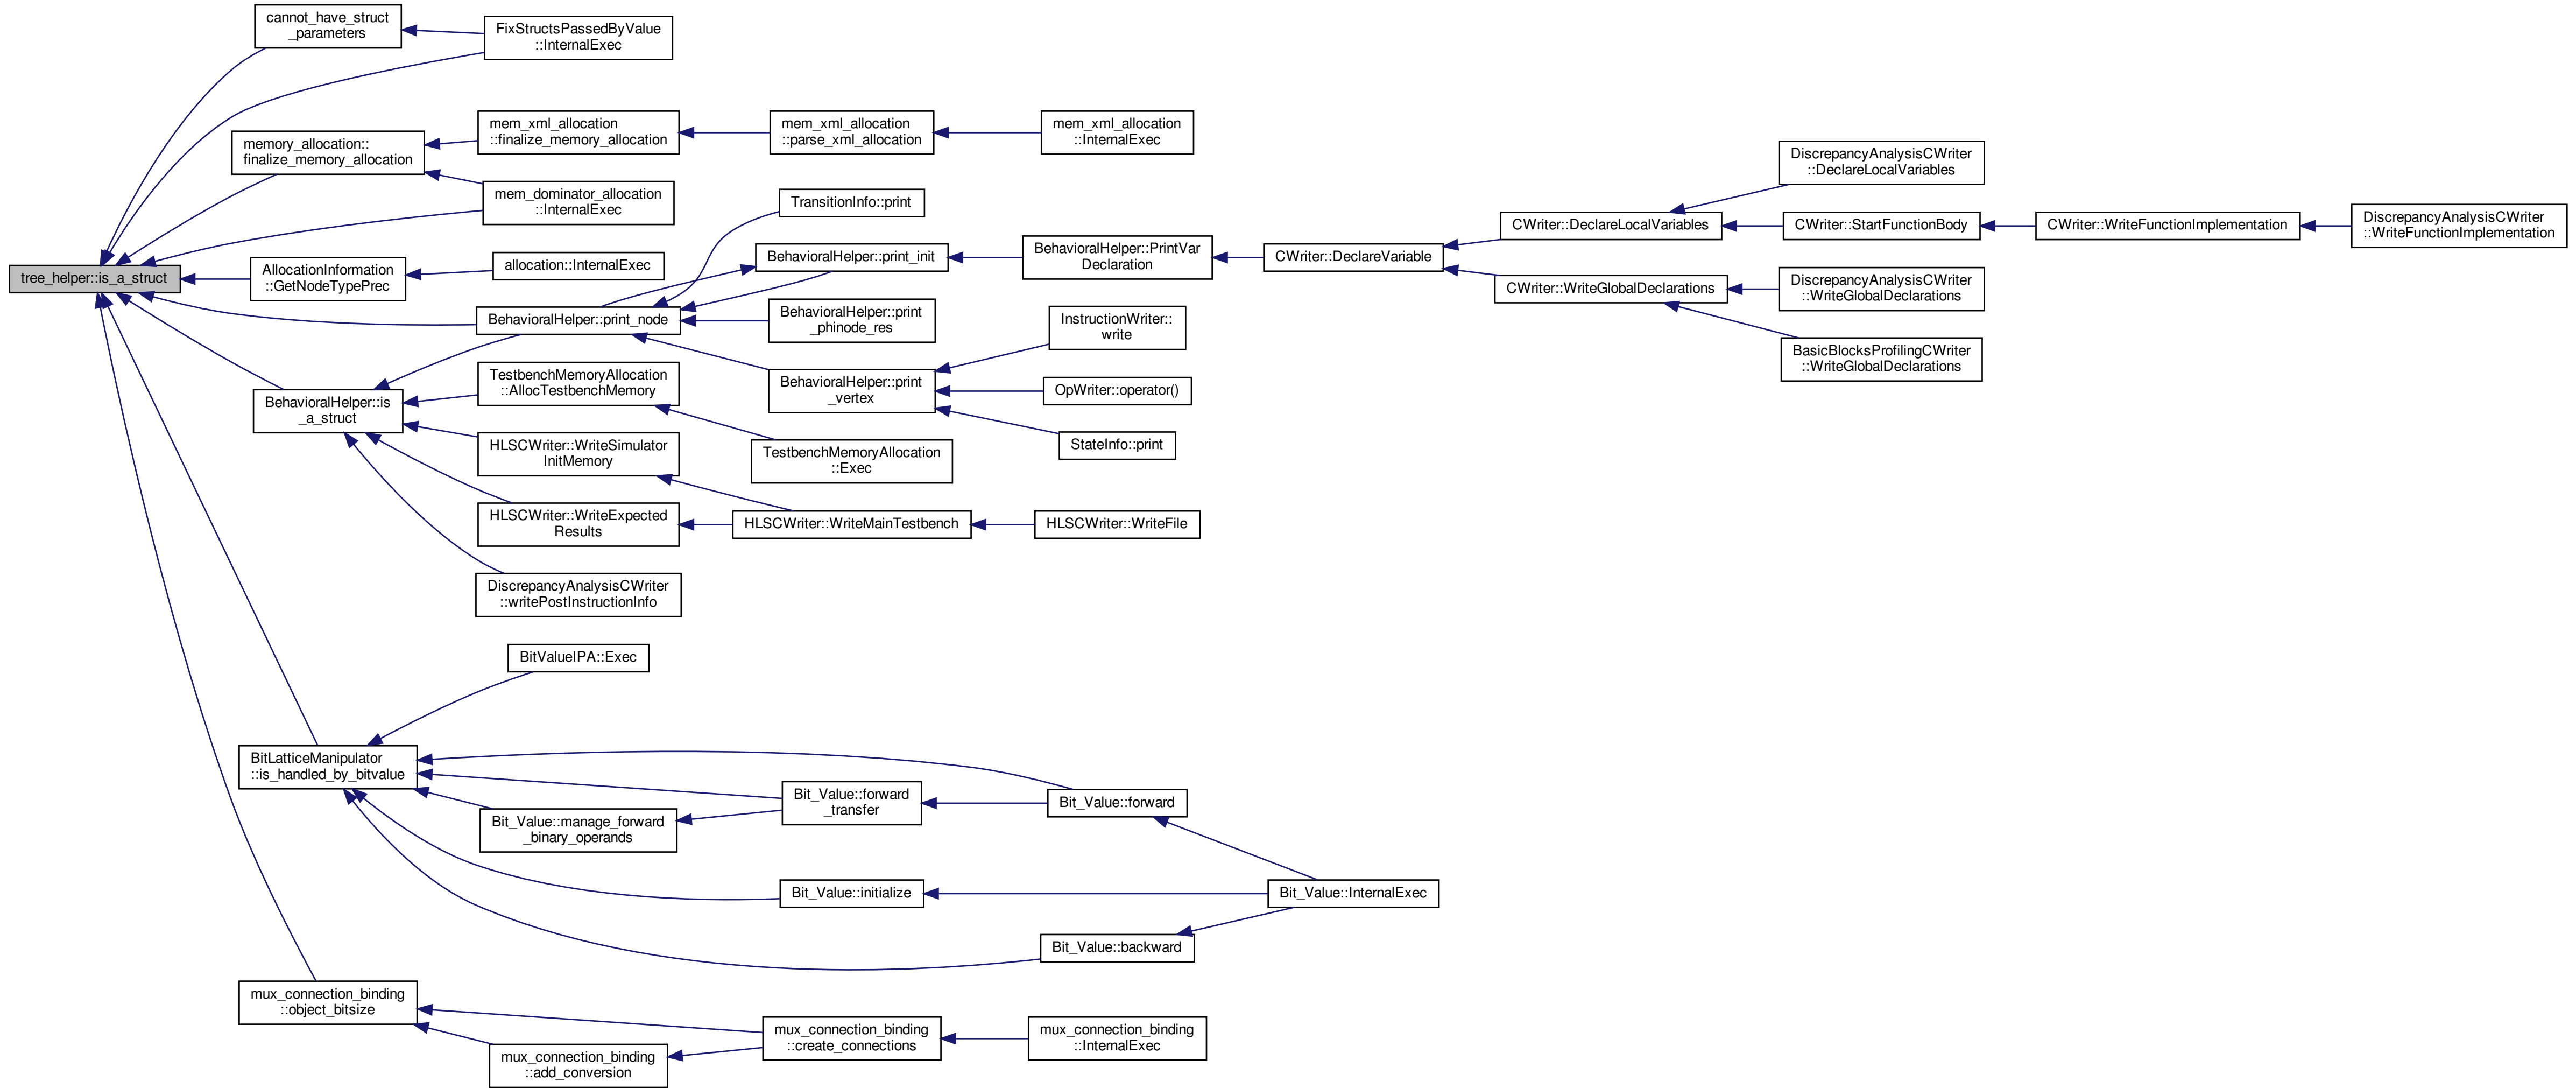 cannot_have_struct
_parameters
FixStructsPassedByValue
::InternalExec
memory_allocation::
finalize_memory_allocation
mem_xml_allocation
::finalize_memory_allocation
mem_xml_allocation
::parse_xml_allocation
mem_xml_allocation
::InternalExec
mem_dominator_allocation
::InternalExec
tree_helper::is_a_struct
AllocationInformation
::GetNodeTypePrec
allocation::InternalExec
TransitionInfo::print
BehavioralHelper::print_init
BehavioralHelper::PrintVar
Declaration
CWriter::DeclareVariable
CWriter::DeclareLocalVariables
DiscrepancyAnalysisCWriter
::DeclareLocalVariables
CWriter::StartFunctionBody
CWriter::WriteFunctionImplementation
DiscrepancyAnalysisCWriter
::WriteFunctionImplementation
CWriter::WriteGlobalDeclarations
DiscrepancyAnalysisCWriter
::WriteGlobalDeclarations
BasicBlocksProfilingCWriter
::WriteGlobalDeclarations
BehavioralHelper::print_node
BehavioralHelper::print
_phinode_res
BehavioralHelper::print
_vertex
InstructionWriter::
write
OpWriter::operator()
StateInfo::print
BehavioralHelper::is
_a_struct
TestbenchMemoryAllocation
::AllocTestbenchMemory
TestbenchMemoryAllocation
::Exec
HLSCWriter::WriteSimulator
InitMemory
HLSCWriter::WriteExpected
Results
HLSCWriter::WriteMainTestbench
HLSCWriter::WriteFile
DiscrepancyAnalysisCWriter
::writePostInstructionInfo
BitValueIPA::Exec
BitLatticeManipulator
::is_handled_by_bitvalue
Bit_Value::forward
_transfer
Bit_Value::forward
Bit_Value::manage_forward
_binary_operands
Bit_Value::initialize
Bit_Value::InternalExec
Bit_Value::backward
mux_connection_binding
::object_bitsize
mux_connection_binding
::create_connections
mux_connection_binding
::InternalExec
mux_connection_binding
::add_conversion